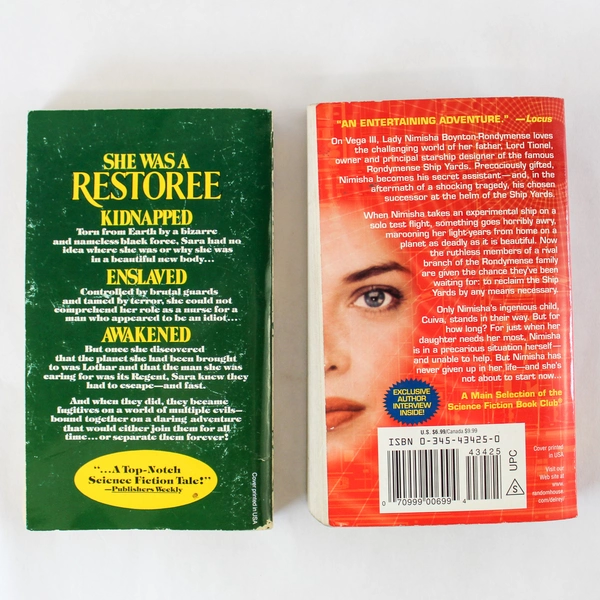 SHE WAS A
RESTOREE
KIDNAPPED
Torn from Earth by a bizarre
and nameless black force, Sara had no
idea where she was or why she was
in a beautiful new body...
ENSLAVED
Controlled by brutal guards
and tamed by terror, she could not
comprehend her role as a nurse for a
man who appeared to be an idiot...
AWAKENED
But once she discovered
that the planet she had been brought
to was Lothar and that the man she was
caring for was its Regent, Sara knew they
had to escape—and fast.
And when they did, they became
fugitives on a world of multiple evils—
bound together on a daring adventure
that would either join them for all
time...or separate them forever!
"...A Top-Notch
Science Fiction Tale!"
—Publishers Weekly
Cover printed in USA
"AN ENTERTAINING ADVENTURE." —Locus
On Vega III, Lady Nimisha Boynton-Rondymense loves
the challenging world of her father, Lord Tionel,
owner and principal starship designer of the famous
Rondymense Ship Yards. Precociously gifted,
Nimisha becomes his secret assistant—and, in the
aftermath of a shocking tragedy, his chosen
successor at the helm of the Ship Yards.
When Nimisha takes an experimental ship on a
solo test flight, something goes horribly awry,
marooning her light-years from home on a
planet as deadly as it is beautiful. Now
the ruthless members of a rival
branch of the Rondymense family
are given the chance they've been
waiting for: to reclaim the Ship
Yards by any means necessary.
Only Nimisha's ingenious child,
Cuiva, stands in their way. But for
how long? For just when her
daughter needs her most, Nimisha
is in a precarious situation herself—
and unable to help. But Nimisha has
never given up in her life—and she's
not about to start now...
EXCLUSIVE
AUTHOR
INTERVIEW
INSIDE!
A Main Selection of the
Science Fiction Book Club®
U.S. $6.99/Canada $9.99
ISBN 0-345-43425-0
43425
0 70999 00699 4
UPC
S
Cover printed
in USA
Visit our
Web site at
www.
randomhouse
.com/delrey/